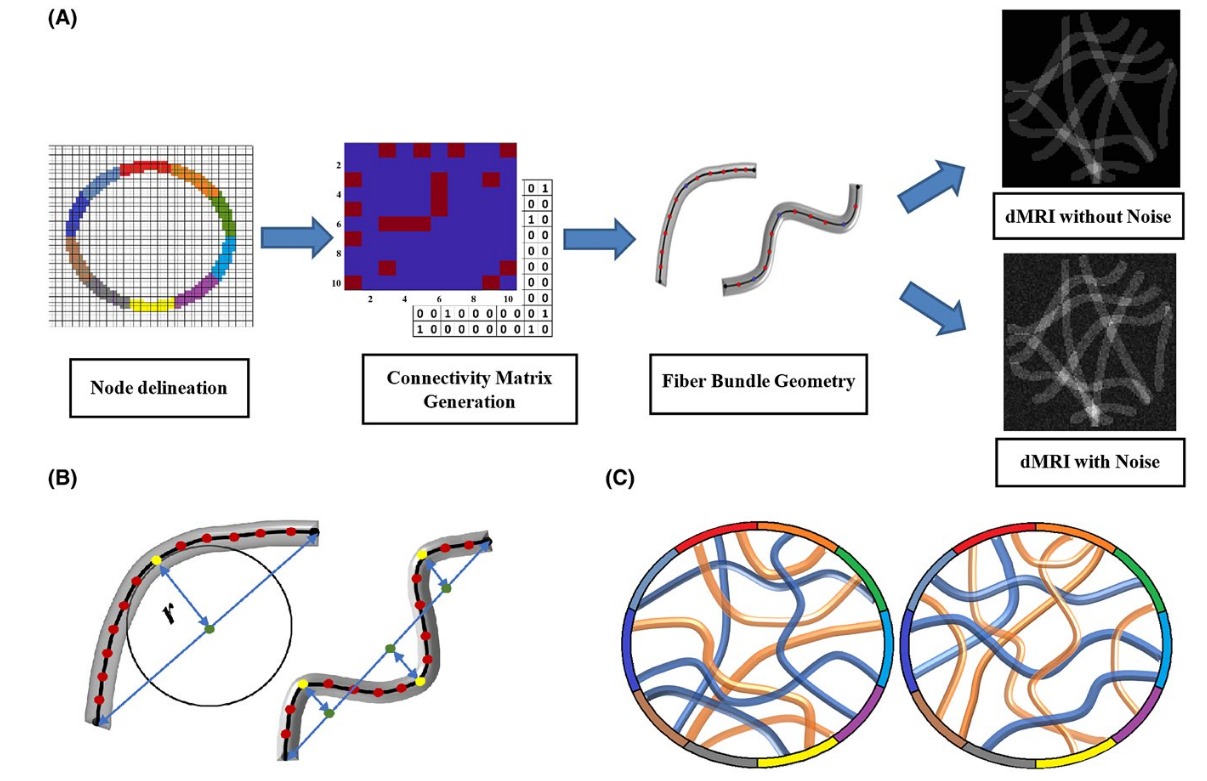 (A)
2
4
6
8
10
2 4 6 8 10
0 1
0 0
1 0
0 0
0 0
0 0
0 0
0 0
0 0 1 0 0 0 0 0 0 1
1 0 0 0 0 0 0 0 1 0
Node delineation
Connectivity Matrix
Generation
Fiber Bundle Geometry
dMRI without Noise
dMRI with Noise
(B)
r
(C)